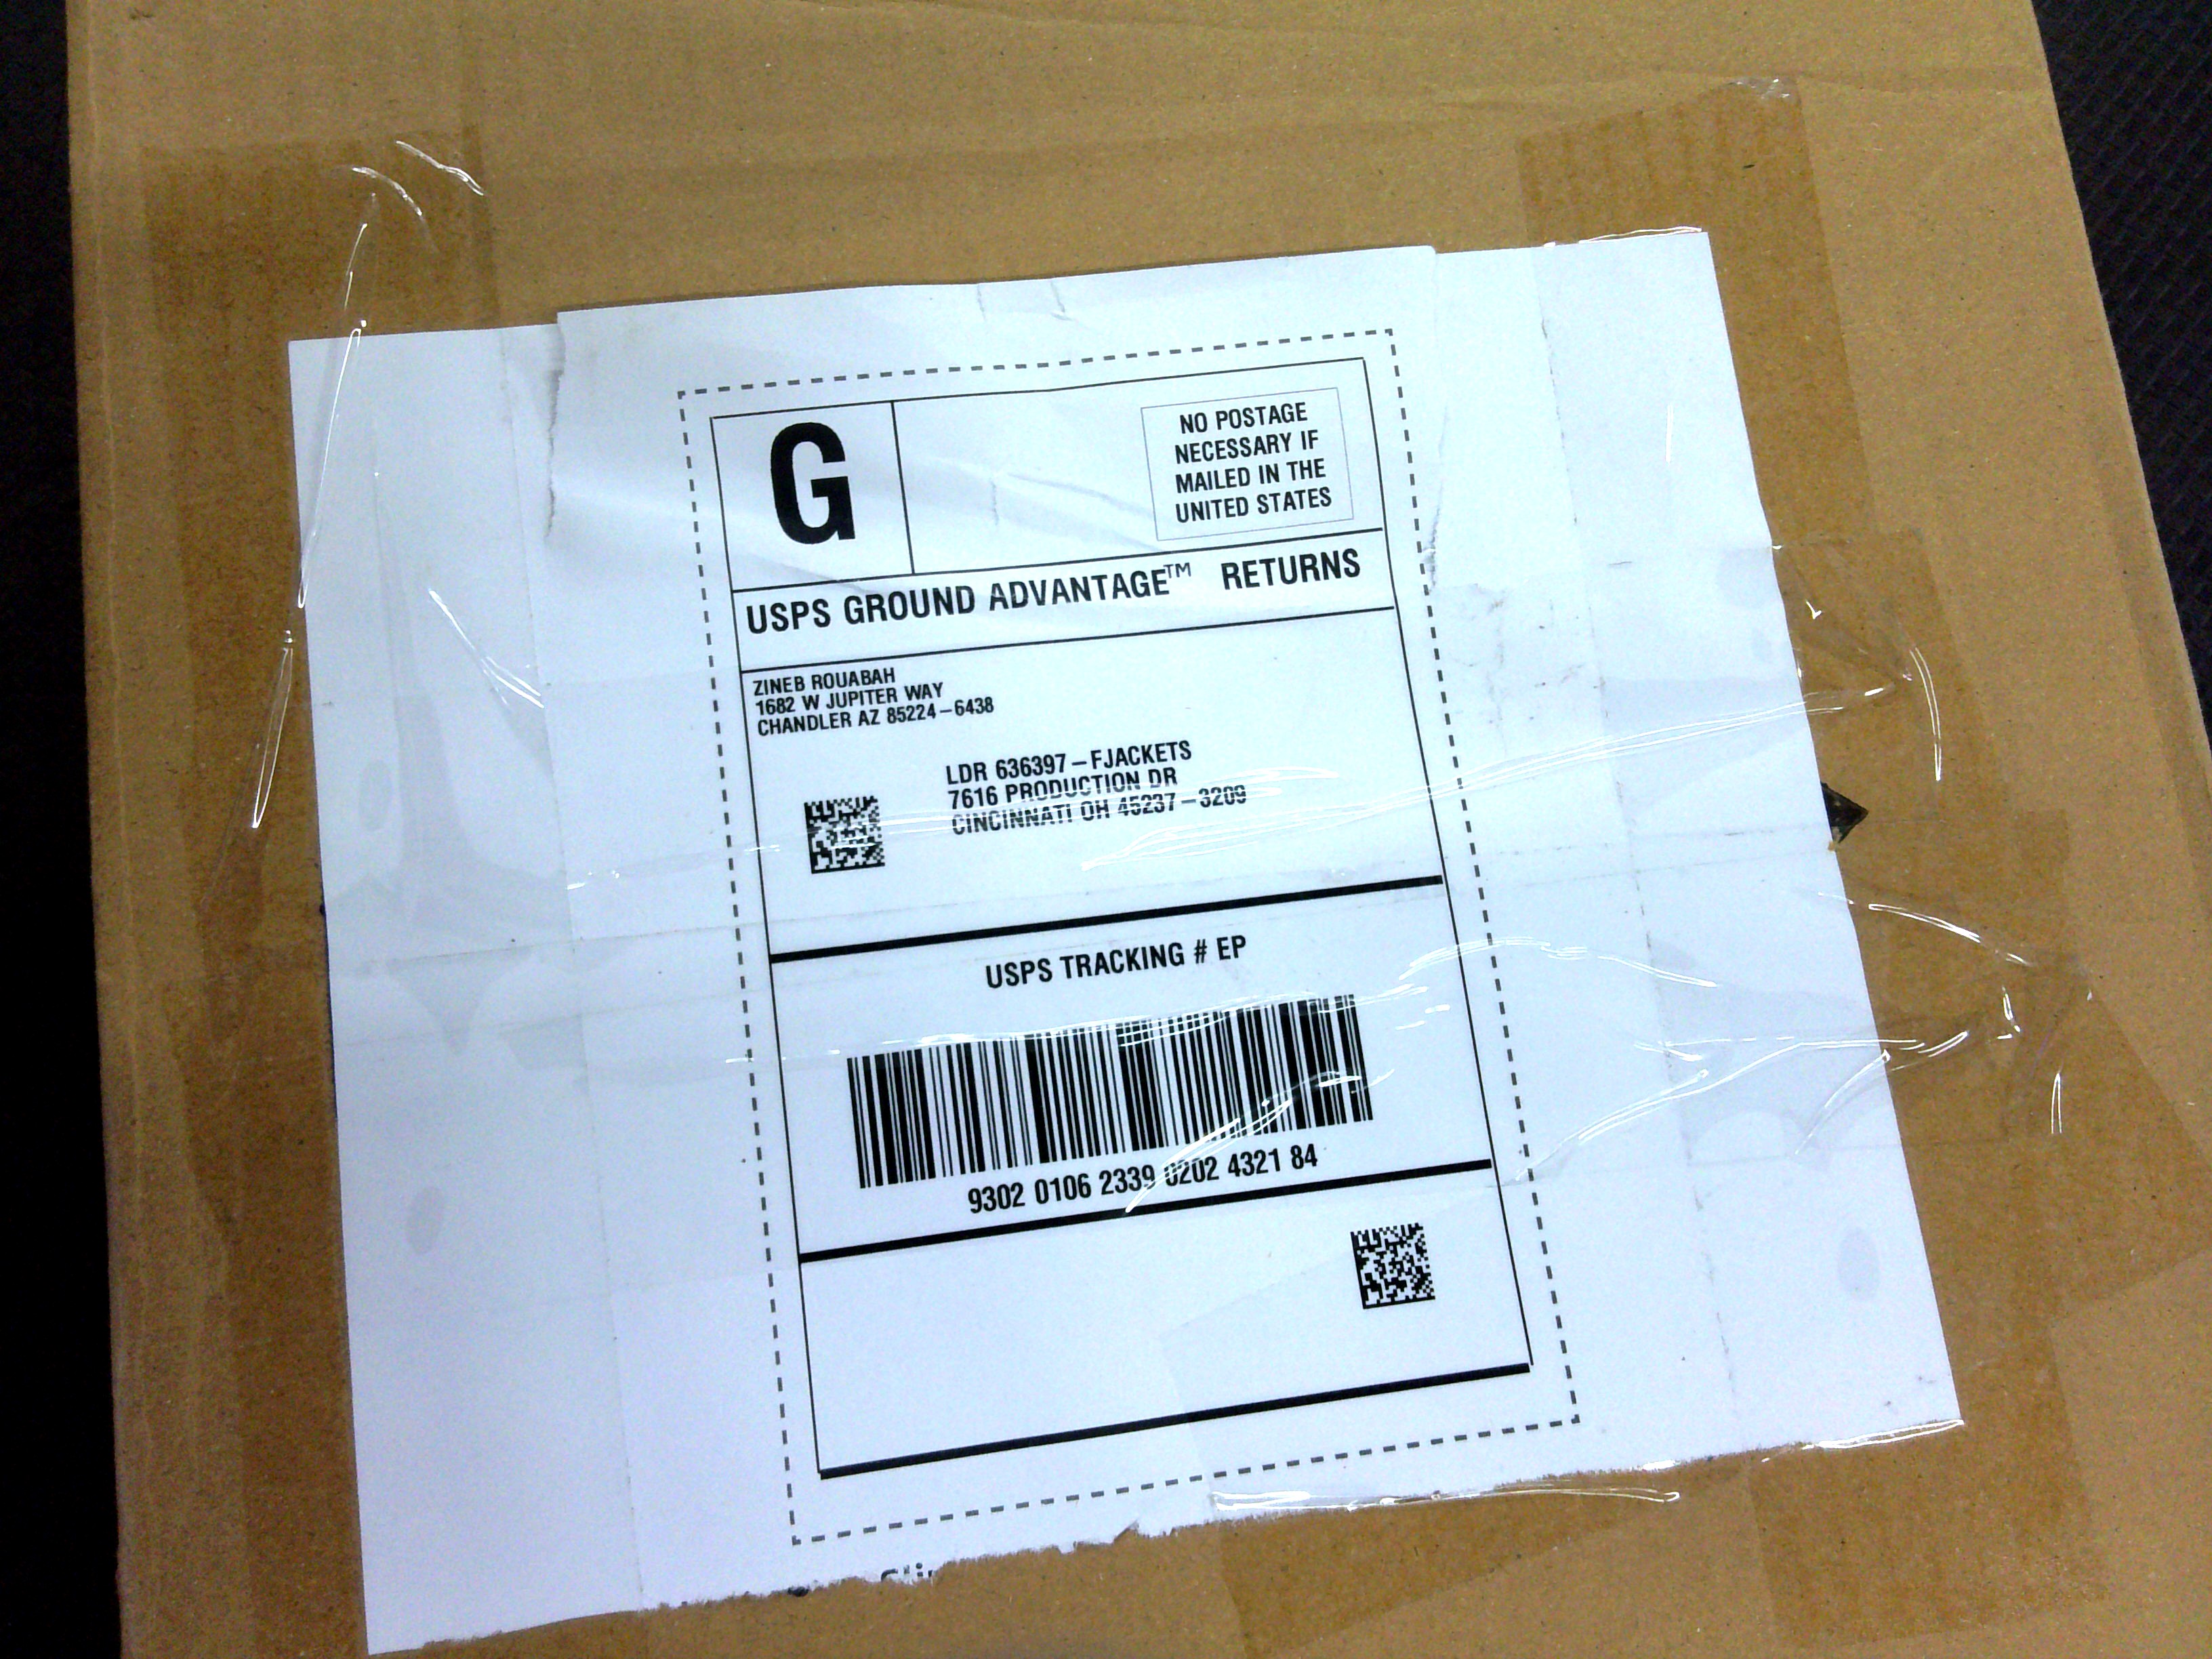 G
NO POSTAGE
NECESSARY IF
MAILED IN THE
UNITED STATES
USPS GROUND ADVANTAGE™ RETURNS
ZINEB ROUABAH
1682 W JUPITER WAY
CHANDLER AZ 85224-6438
LDR 636397-FJACKETS
7616 PRODUCTION DR
CINCINNATI OH 45237-3209
USPS TRACKING # EP
9302 0106 2339 0202 4321 84